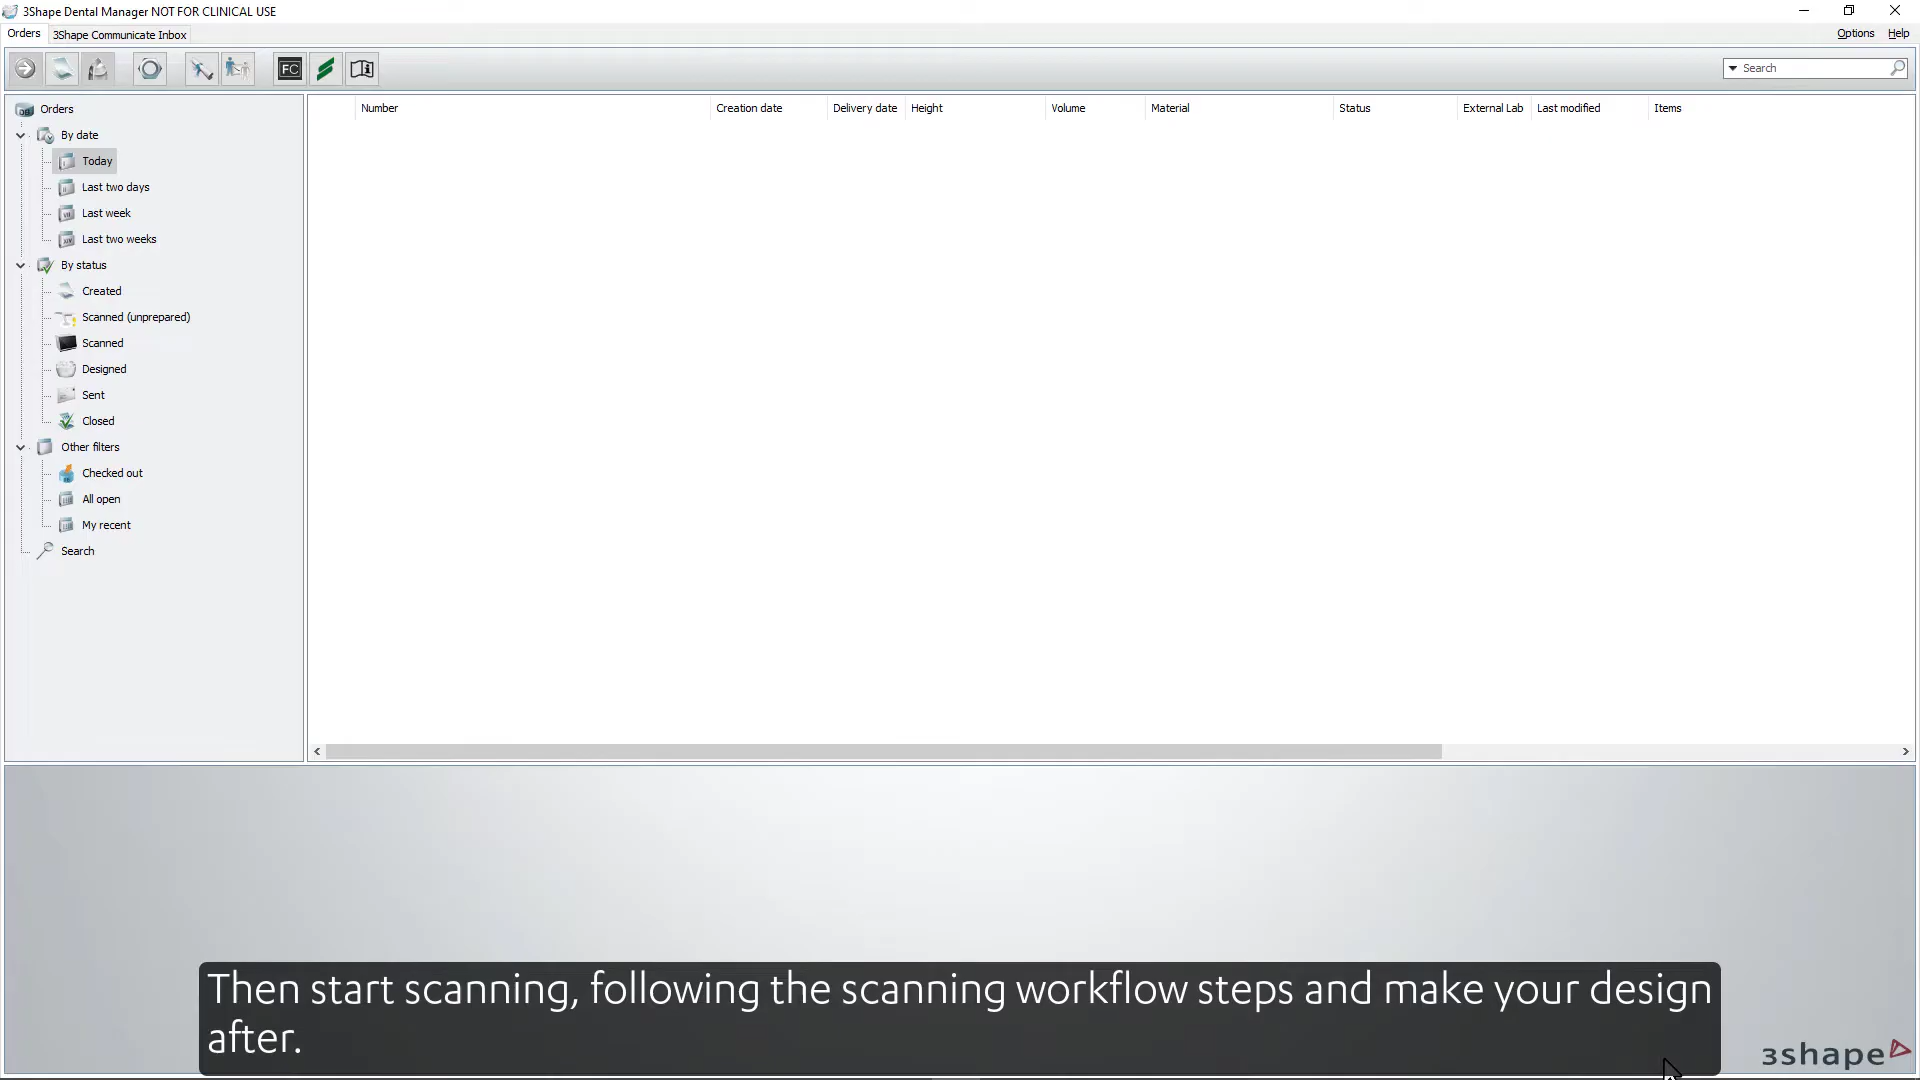 3Shape Dental Manager NOT FOR CLINICAL USE
Orders 3Shape Communicate Inbox Options Help
FC Search
Orders
By date
Today
Last two days
Last week
Last two weeks
By status
Created
Scanned (unprepared)
Scanned
Designed
Sent
Closed
Other filters
Checked out
All open
My recent
Search
Number Creation date Delivery date Height Volume Material Status External Lab Last modified Items
Then start scanning, following the scanning workflow steps and make your design
after.
3shape